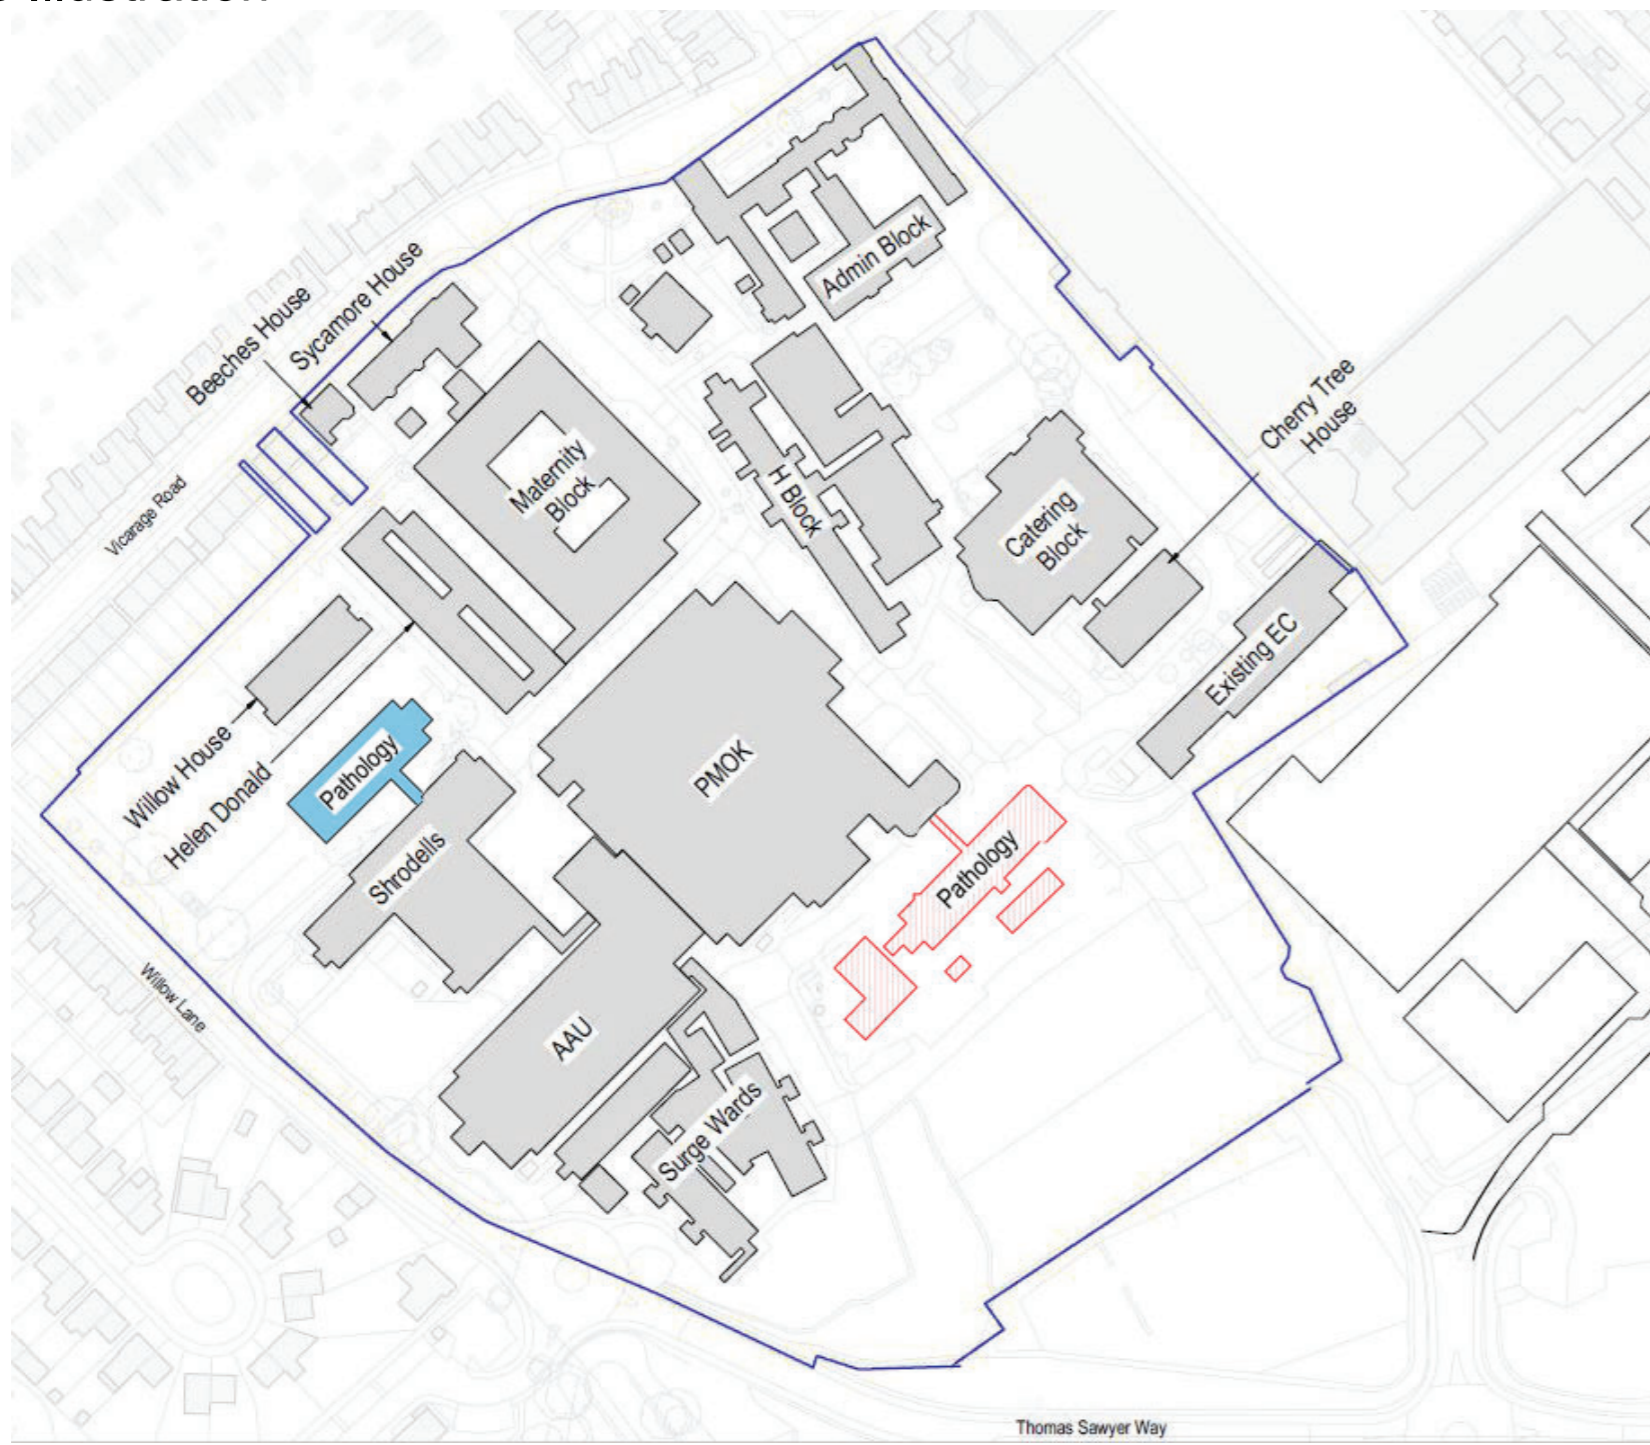 Sycamore House
Beeches House
Admin Block
Cherry Tree
House
Vicarage Road
Maternity
Block
H Block
Catering
Block
Existing EC
Willow House
Helen Donald
Pathology
PMOK
Shrodells
Pathology
Willow Lane
AAU
Surge Wards
Thomas Sawyer Way